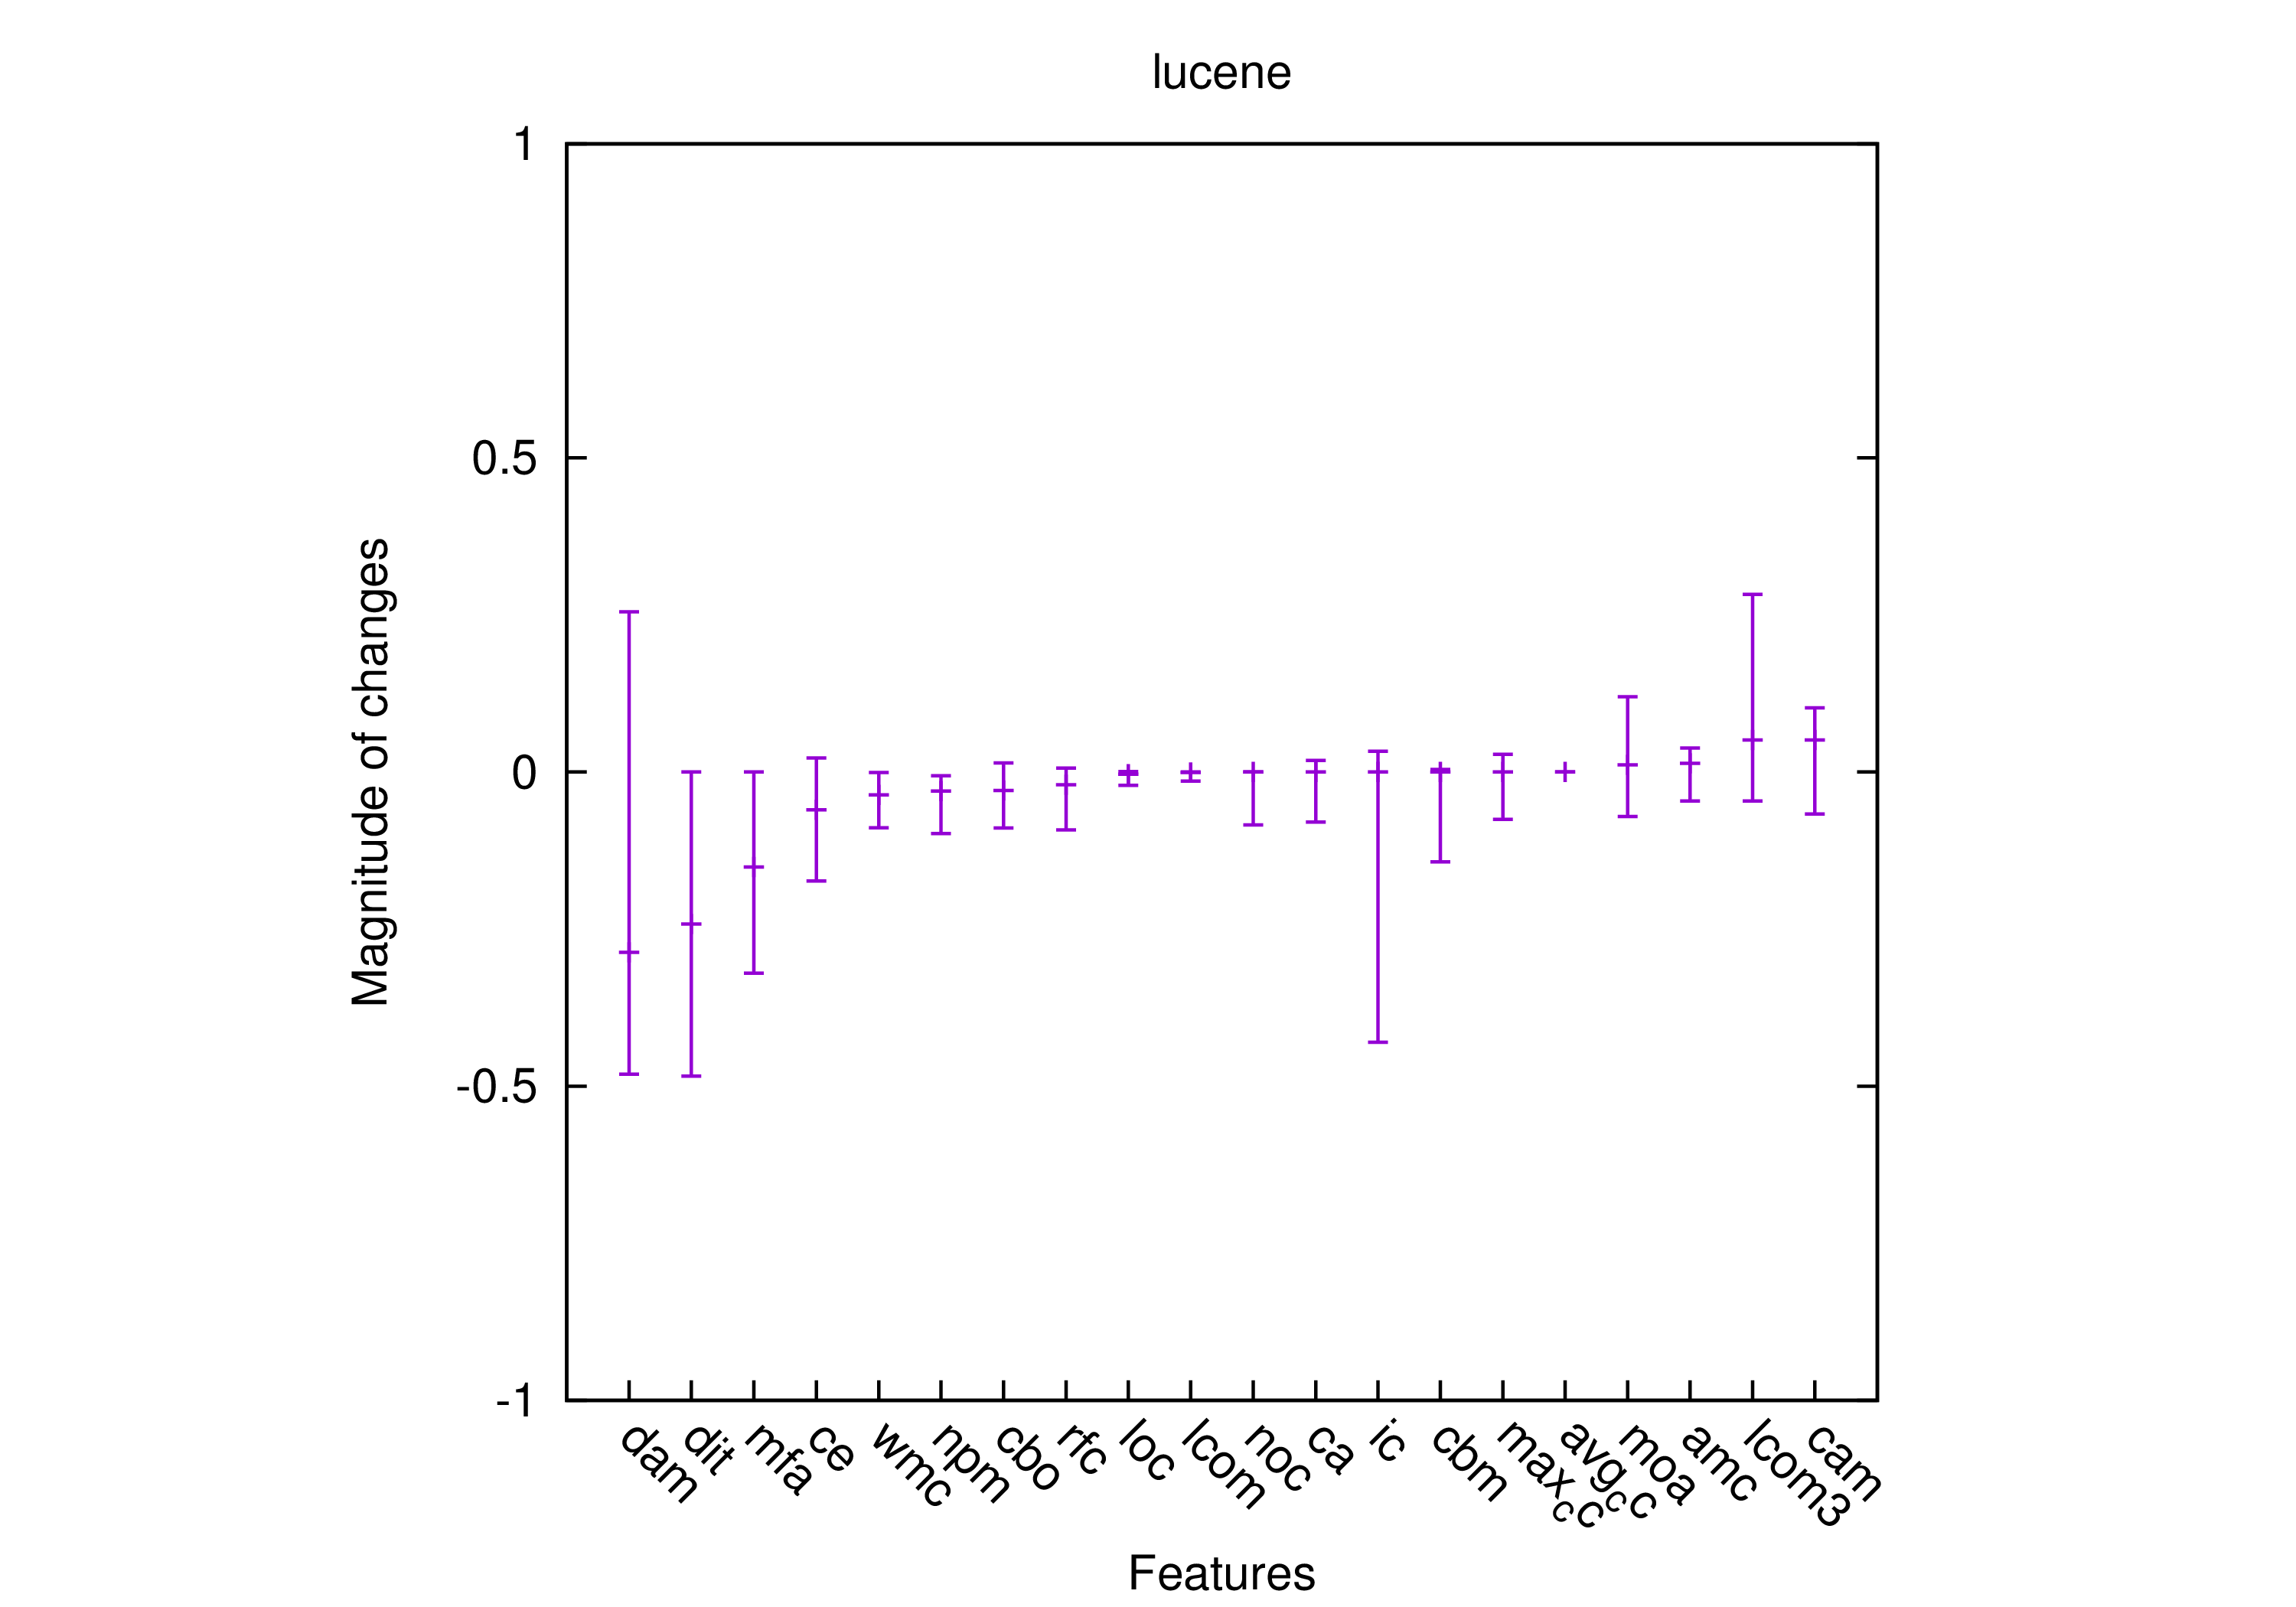 lucene
1
0.5
0
-0.5
-1
Magnitude of changes
dam
dit
mfa
ce
wmc
npm
cbo
rfc
loc
lcom
noc
ca
ic
cbm
max_cc
avg_cc
moa
amc
lcom3
cam
Features